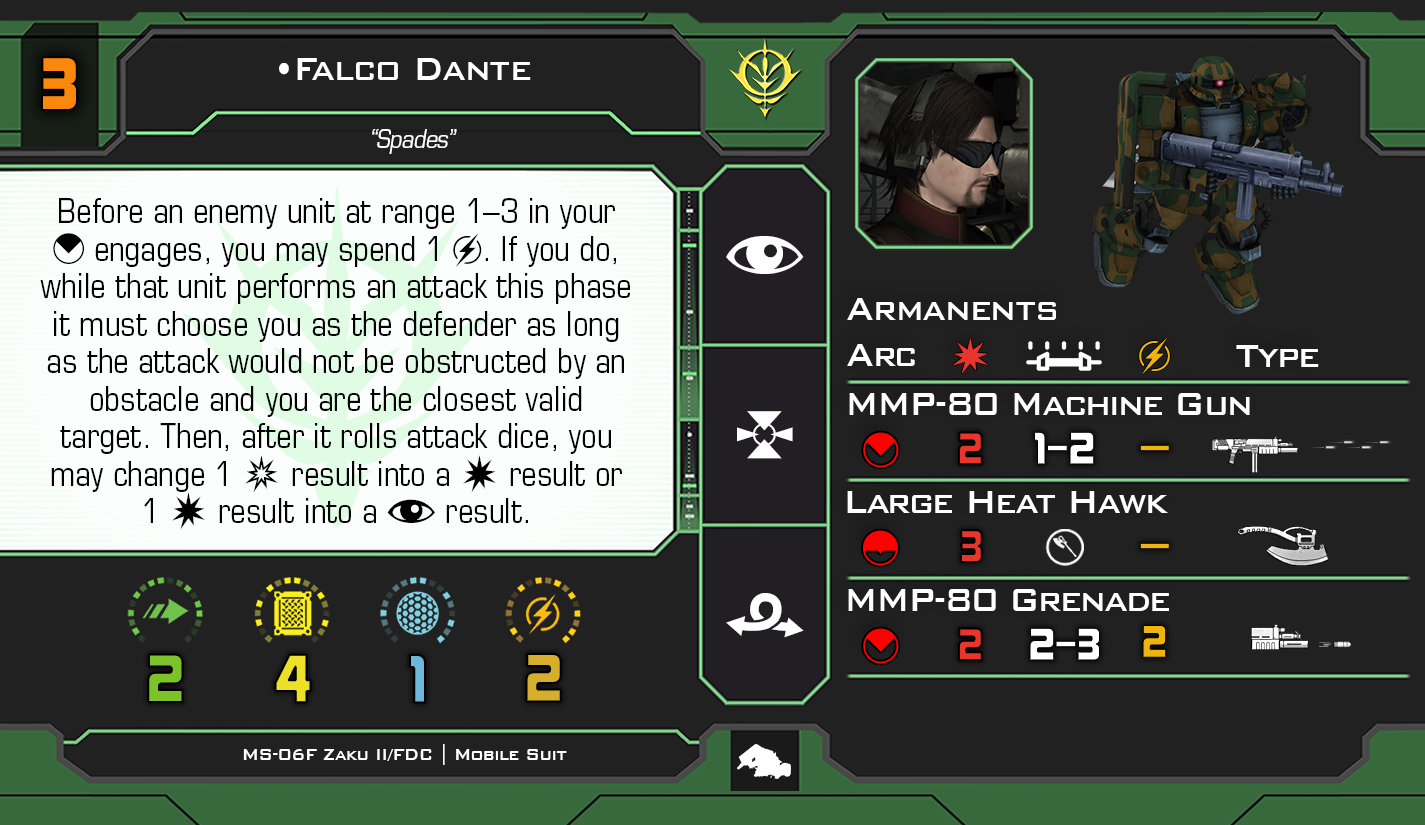 3
•Falco Dante
“Spades”
Before an enemy unit at range 1–3 in your
engages, you may spend 1 . If you do,
while that unit performs an attack this phase
it must choose you as the defender as long
as the attack would not be obstructed by an
obstacle and you are the closest valid
target. Then, after it rolls attack dice, you
may change 1 result into a result or
1 result into a result.
2 4 1 2
MS-06F Zaku II/FDC | Mobile Suit
Armanents
Arc Type
MMP-80 Machine Gun
2 1–2 –
Large Heat Hawk
3 –
MMP-80 Grenade
2 2–3 2